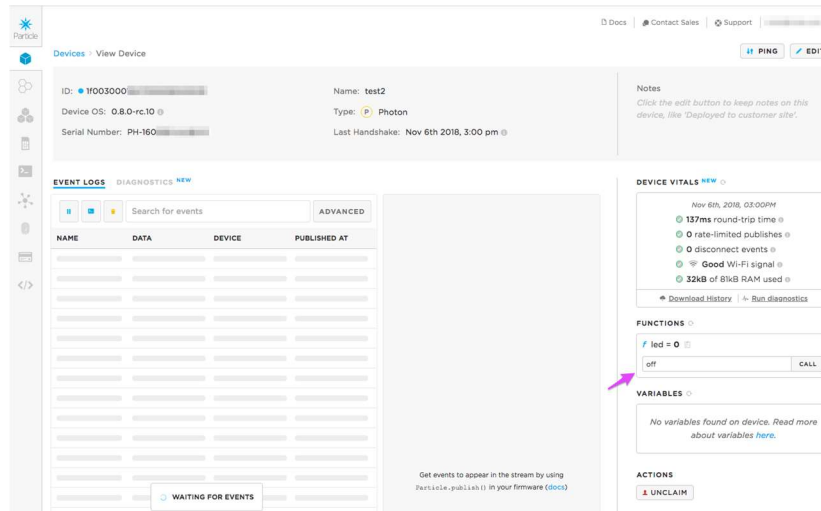 Docs
Contact Sales
Support
Particle
Devices › View Device
PING
EDIT
ID: 1f003000
Name: test2
Notes
Click the edit button to keep notes on this
device, like 'Deployed to customer site'.
Device OS: 0.8.0-rc.10
Type: P Photon
Serial Number: PH-160
Last Handshake: Nov 6th 2018, 3:00 pm
EVENT LOGS
DIAGNOSTICS NEW
Search for events
ADVANCED
NAME DATA DEVICE PUBLISHED AT
WAITING FOR EVENTS
Get events to appear in the stream by using
Particle.publish() in your firmware (docs)
DEVICE VITALS NEW
Nov 6th, 2018, 03:00PM
137ms round-trip time
0 rate-limited publishes
0 disconnect events
Good Wi-Fi signal
32kB of 81kB RAM used
Download History
Run diagnostics
FUNCTIONS
f led = 0
off
CALL
VARIABLES
No variables found on device. Read more
about variables here.
ACTIONS
UNCLAIM